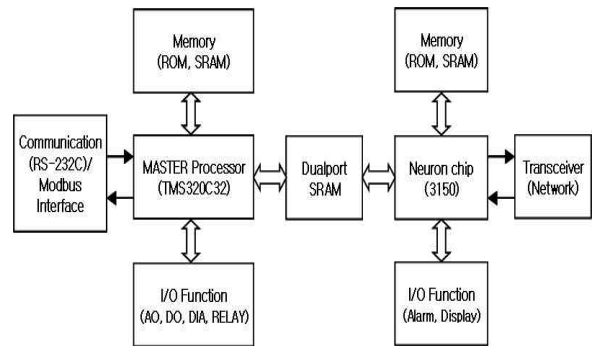 Memory
(ROM, SRAM)
Memory
(ROM, SRAM)
Communication
(RS-232C)/
Modbus
Interface
MASTER Processor
(TMS320C32)
Dualport
SRAM
Neuron chip
(3150)
Transceiver
(Network)
I/O Function
(AO, DO, DIA, RELAY)
I/O Function
(Alarm, Display)